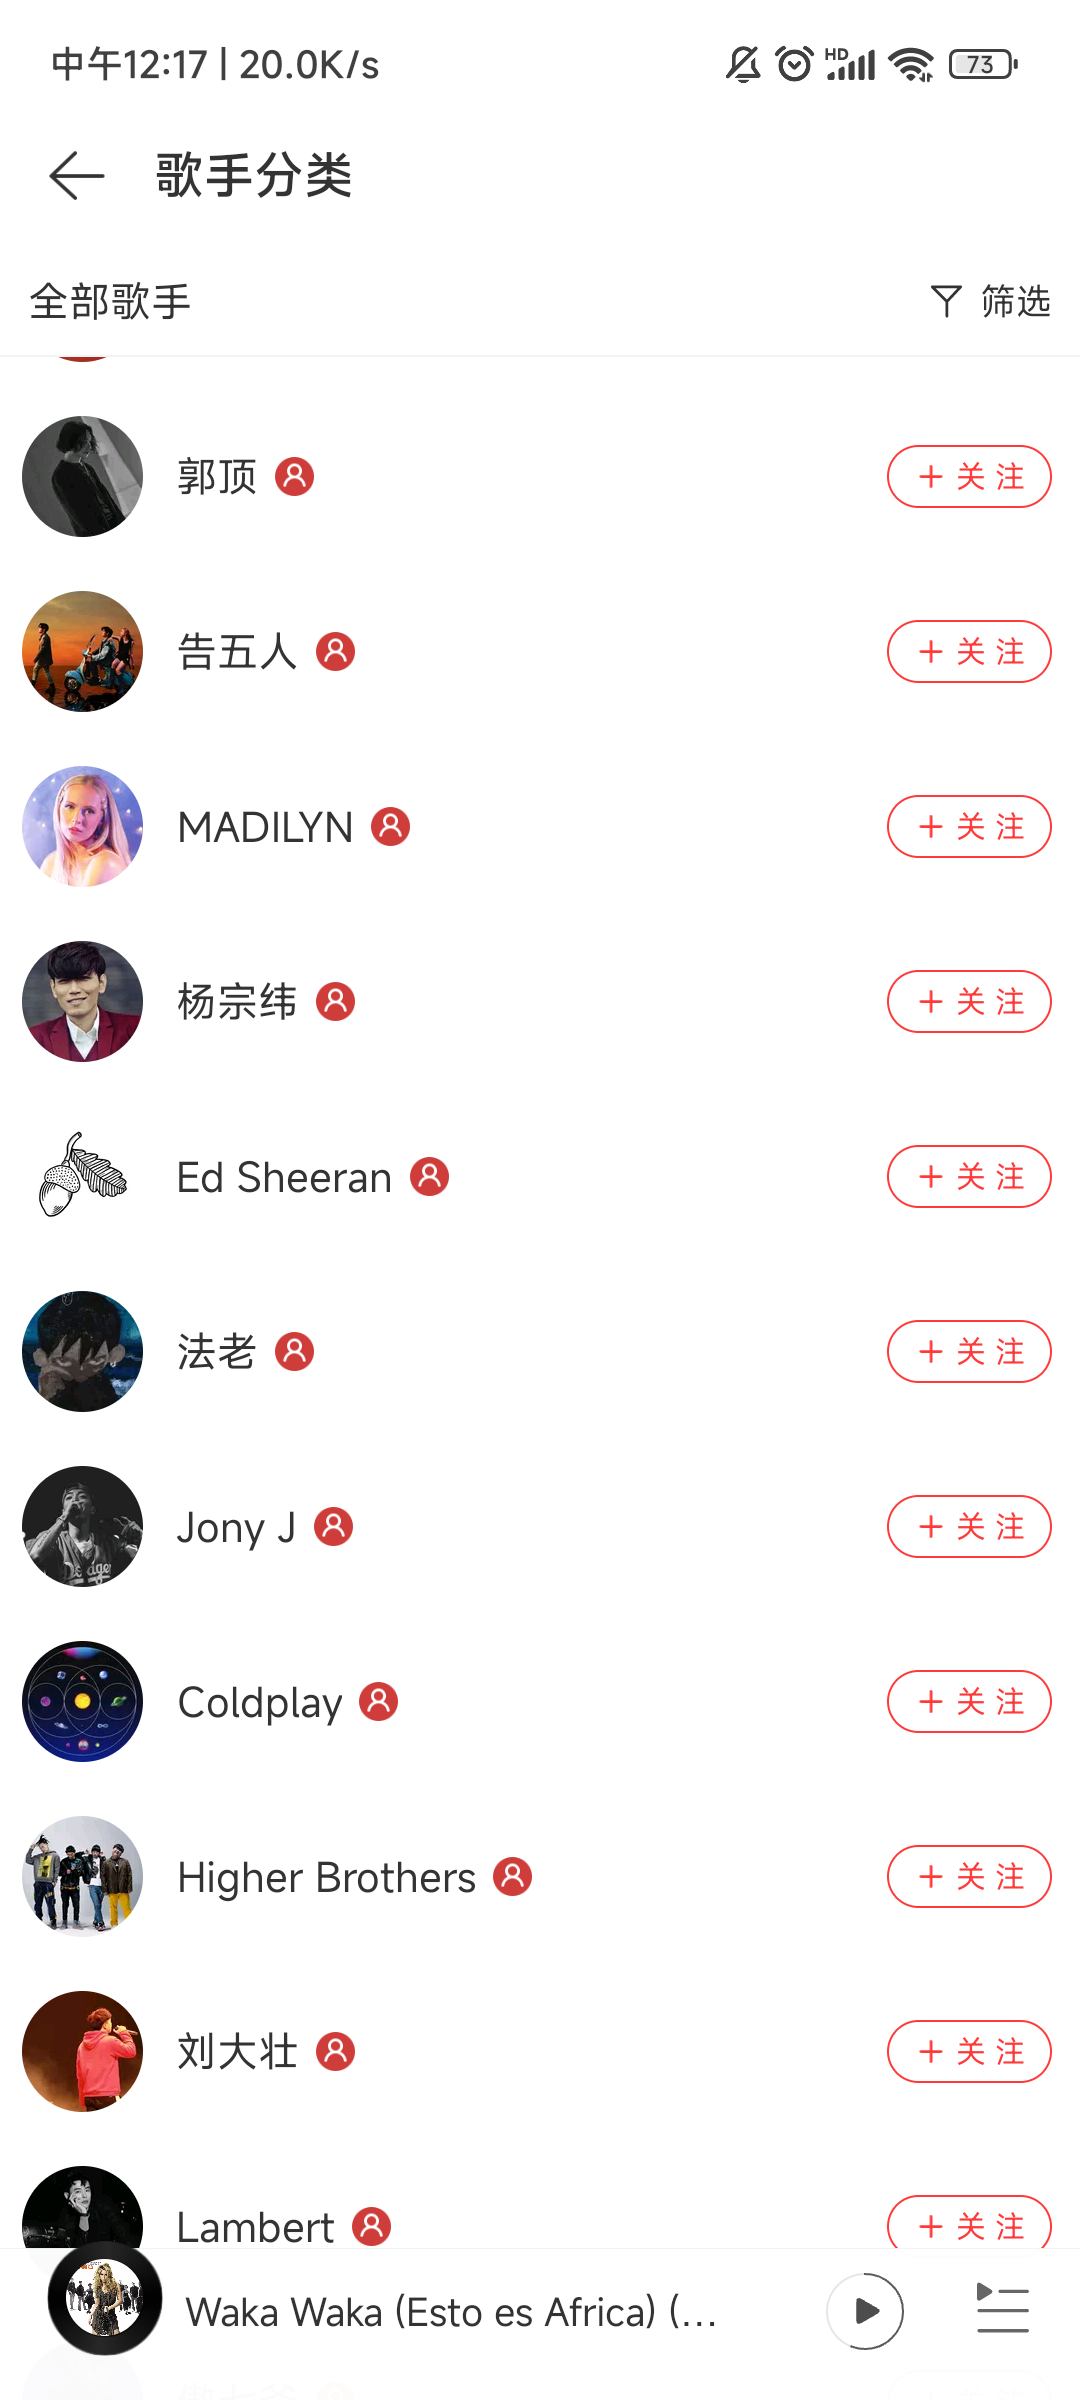 中午12:17 | 20.0K/s
HD
73
歌手分类
全部歌手
筛选
郭顶
+ 关注
告五人
+ 关注
MADILYN
+ 关注
杨宗纬
+ 关注
Ed Sheeran
+ 关注
法老
+ 关注
Jony J
+ 关注
Coldplay
+ 关注
Higher Brothers
+ 关注
刘大壮
+ 关注
Lambert
+ 关注
Waka Waka (Esto es Africa) (...